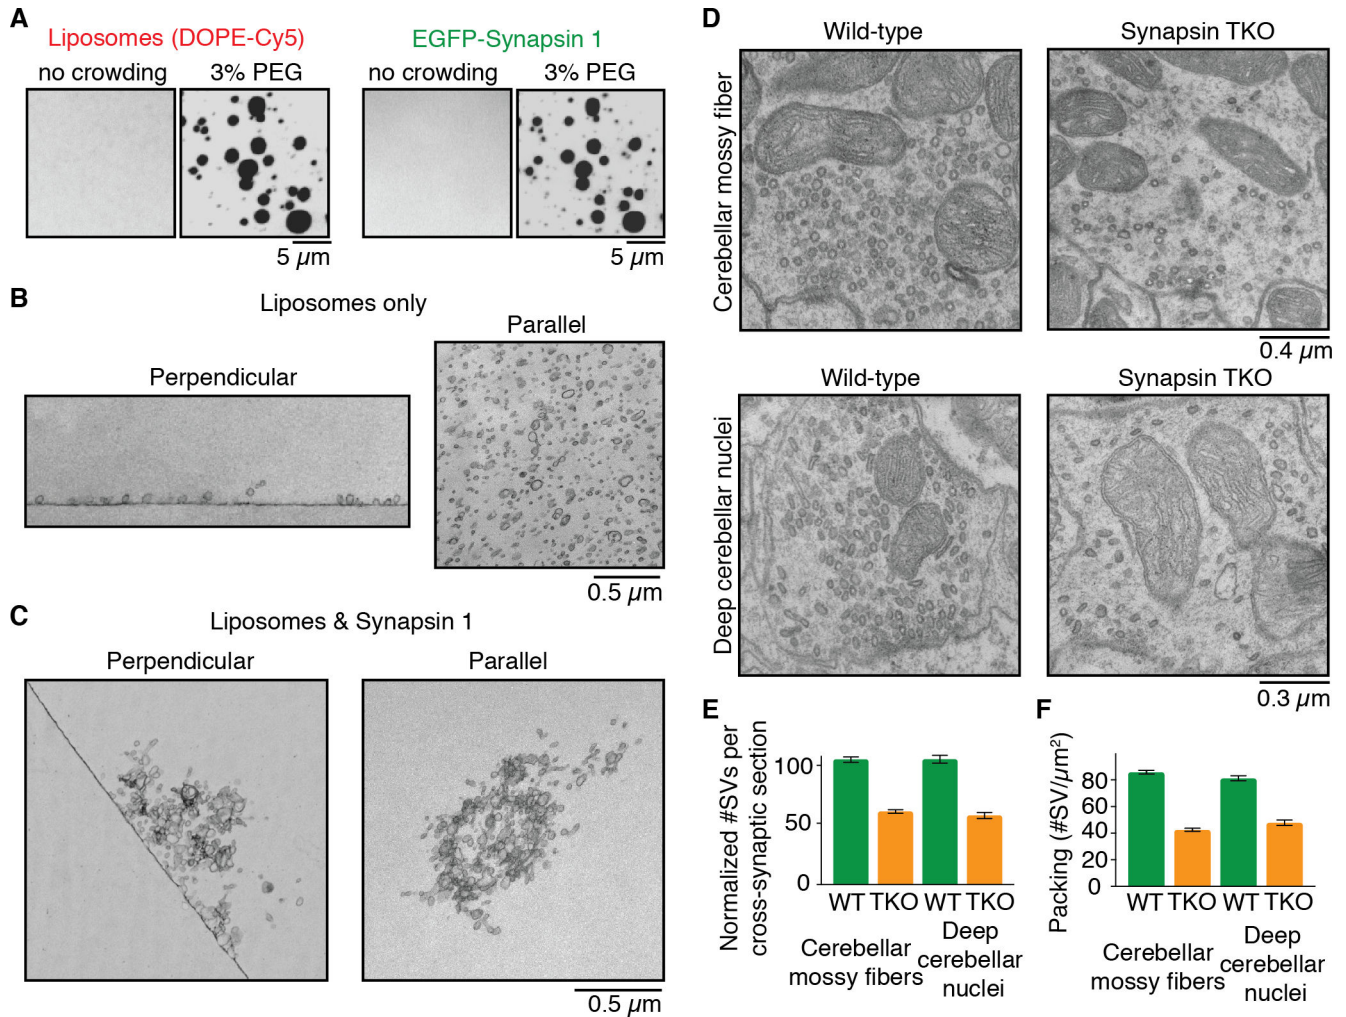 A
Liposomes (DOPE-Cy5)
EGFP-Synapsin 1
no crowding
3% PEG
no crowding
3% PEG
5 µm
5 µm
B
Liposomes only
Perpendicular
Parallel
0.5 µm
C
Liposomes & Synapsin 1
Perpendicular
Parallel
0.5 µm
D
Wild-type
Synapsin TKO
Cerebellar mossy fiber
0.4 µm
Wild-type
Synapsin TKO
Deep cerebellar nuclei
0.3 µm
E
Normalized #SVs per
cross-synaptic section
100
50
0
WT TKO WT TKO
Cerebellar
mossy fibers
Deep
cerebellar
nuclei
F
Packing (#SV/µm²)
80
60
40
20
0
WT TKO WT TKO
Cerebellar
mossy fibers
Deep
cerebellar
nuclei